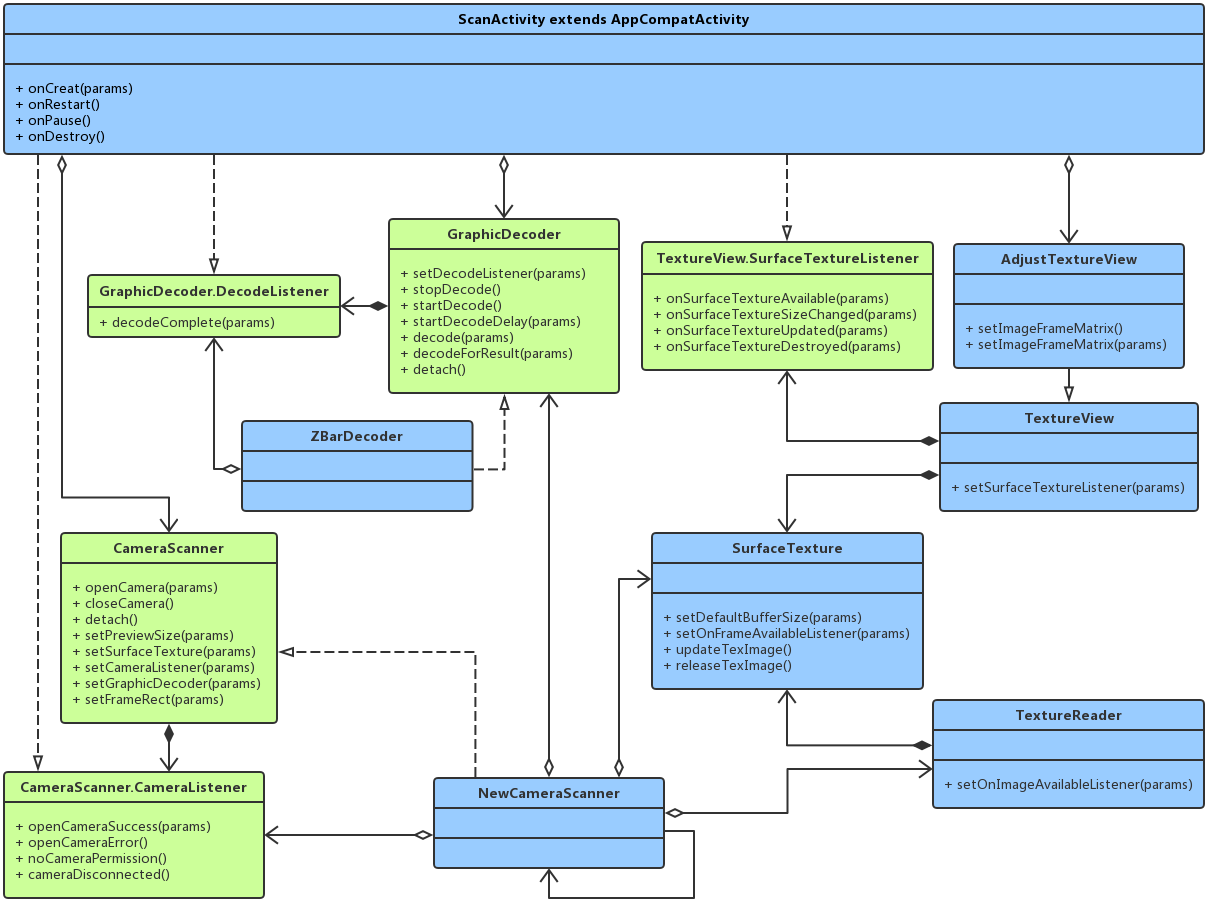 ScanActivity extends AppCompatActivity
+ onCreat(params)
+ onRestart()
+ onPause()
+ onDestroy()
GraphicDecoder
+ setDecodeListener(params)
+ stopDecode()
+ startDecode()
+ startDecodeDelay(params)
+ decode(params)
+ decodeForResult(params)
+ detach()
TextureView.SurfaceTextureListener
+ onSurfaceTextureAvailable(params)
+ onSurfaceTextureSizeChanged(params)
+ onSurfaceTextureUpdated(params)
+ onSurfaceTextureDestroyed(params)
AdjustTextureView
+ setImageFrameMatrix()
+ setImageFrameMatrix(params)
GraphicDecoder.DecodeListener
+ decodeComplete(params)
TextureView
+ setSurfaceTextureListener(params)
ZBarDecoder
CameraScanner
+ openCamera(params)
+ closeCamera()
+ detach()
+ setPreviewSize(params)
+ setSurfaceTexture(params)
+ setCameraListener(params)
+ setGraphicDecoder(params)
+ setFrameRect(params)
SurfaceTexture
+ setDefaultBufferSize(params)
+ setOnFrameAvailableListener(params)
+ updateTexImage()
+ releaseTexImage()
TextureReader
+ setOnImageAvailableListener(params)
CameraScanner.CameraListener
+ openCameraSuccess(params)
+ openCameraError()
+ noCameraPermission()
+ cameraDisconnected()
NewCameraScanner